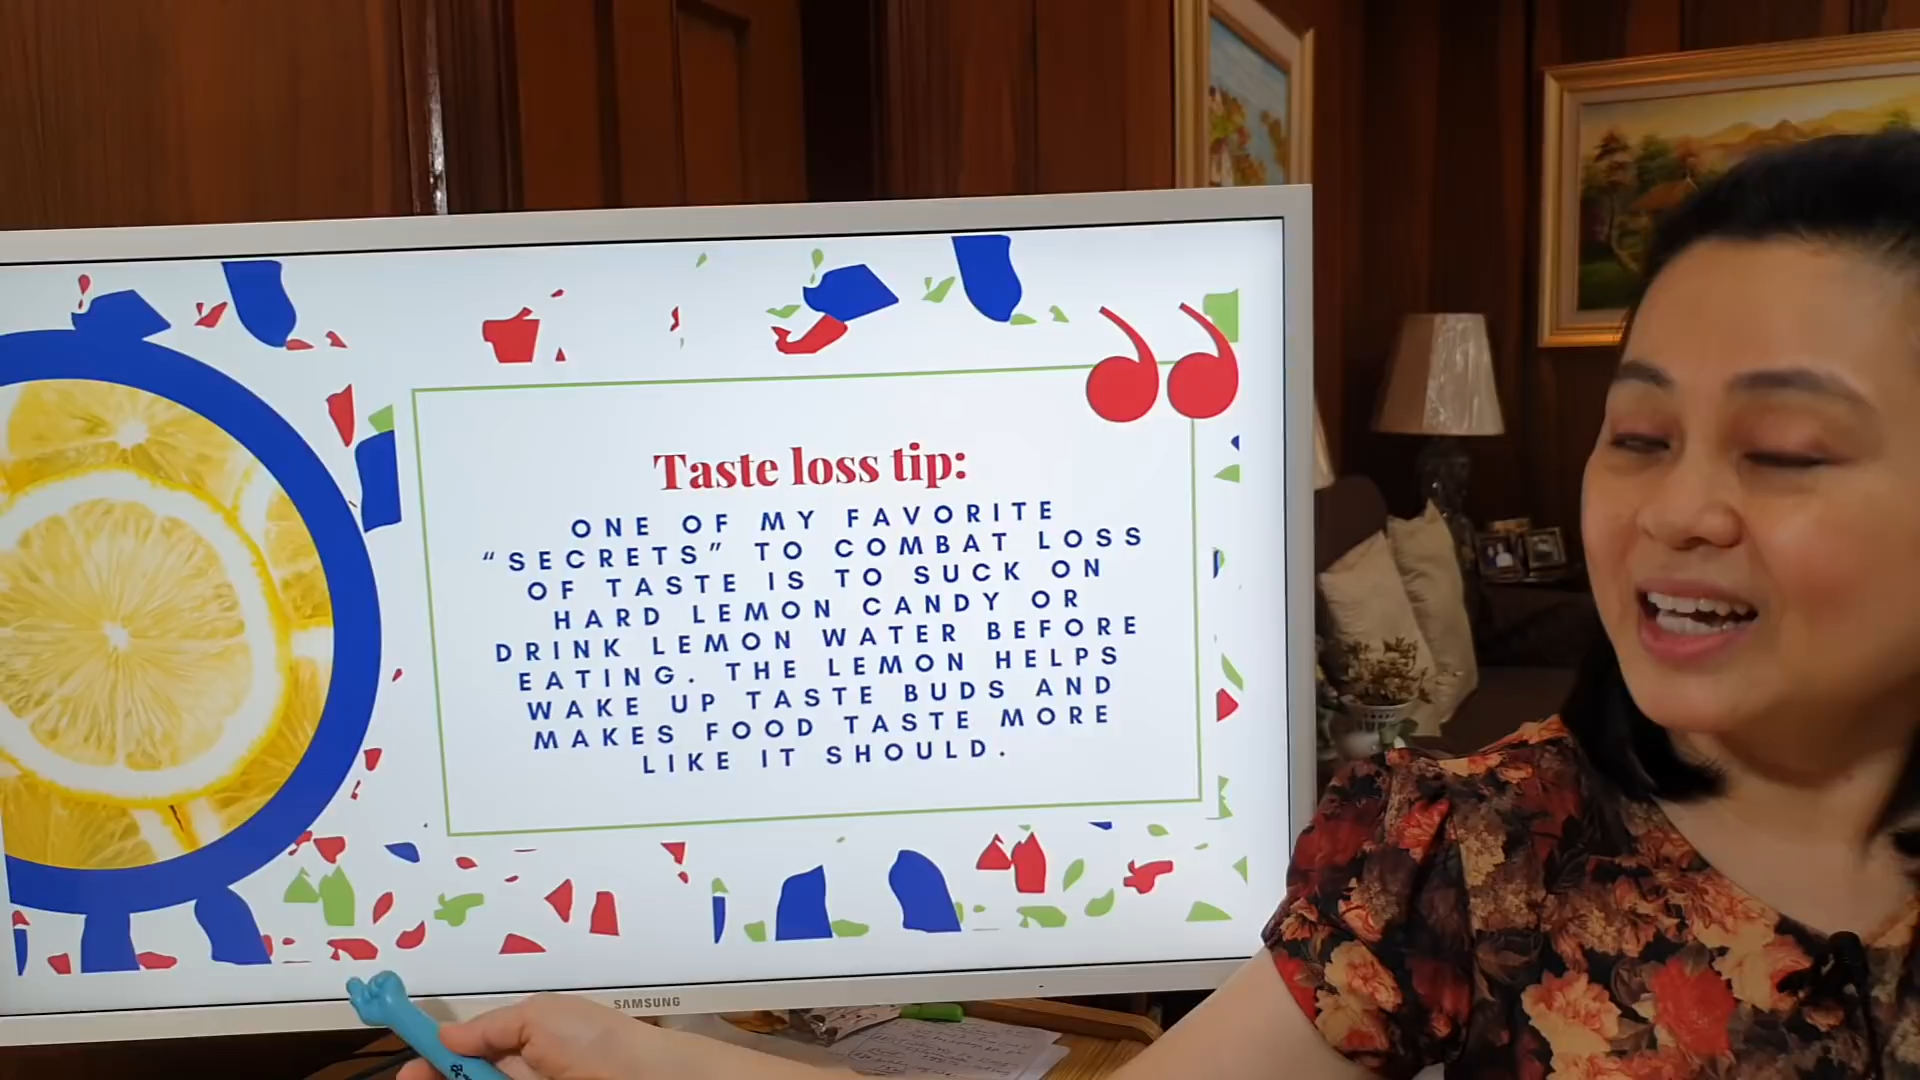 Taste loss tip:
ONE OF MY FAVORITE
“SECRETS” TO COMBAT LOSS
OF TASTE IS TO SUCK ON
HARD LEMON CANDY OR
DRINK LEMON WATER BEFORE
EATING. THE LEMON HELPS
WAKE UP TASTE BUDS AND
MAKES FOOD TASTE MORE
LIKE IT SHOULD.
SAMSUNG